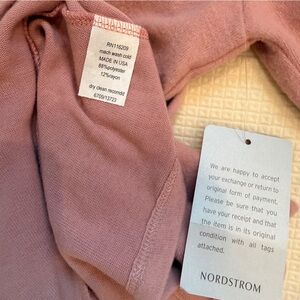 RN116209
mach wash cold
MADE IN USA
88%polyester
12%rayon
dry clean recomdd
6705/13723
We are happy to accept
your exchange or return to
original form of payment,
Please be sure that you
have your receipt and that
the item is in its original
condition with all tags
attached.
NORDSTROM